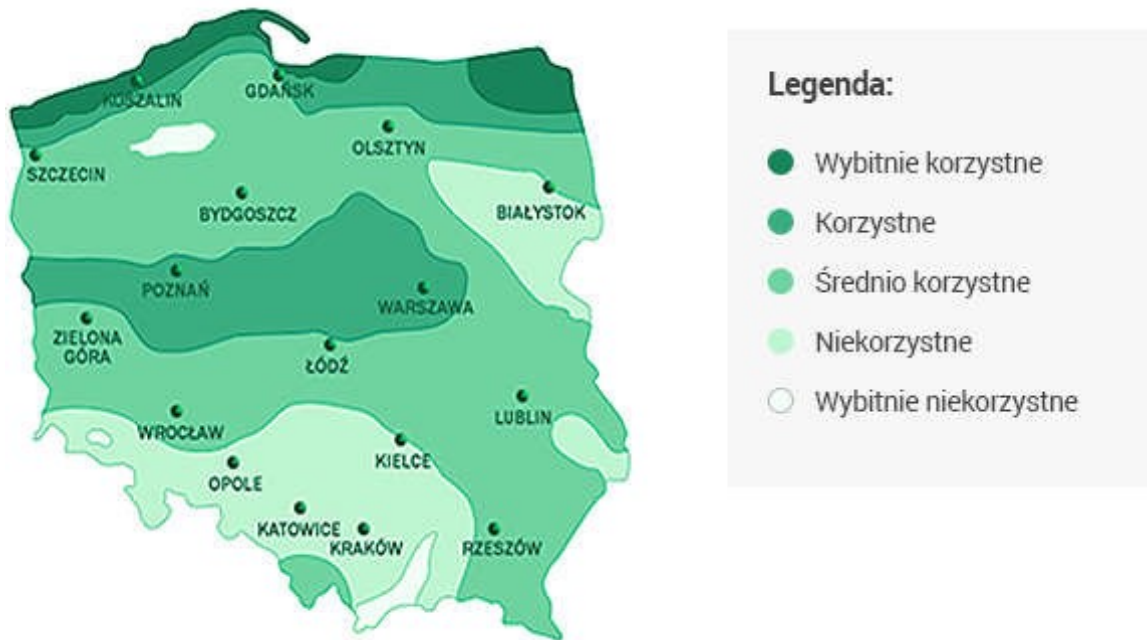 KOSZALIN
GDAŃSK
OLSZTYN
SZCZECIN
BYDGOSZCZ
BIAŁYSTOK
POZNAŃ
WARSZAWA
ZIELONA
GÓRA
ŁÓDŹ
LUBLIN
WROCŁAW
KIELCE
OPOLE
KATOWICE
KRAKÓW
RZESZÓW
Legenda:
Wybitnie korzystne
Korzystne
Średnio korzystne
Niekorzystne
Wybitnie niekorzystne